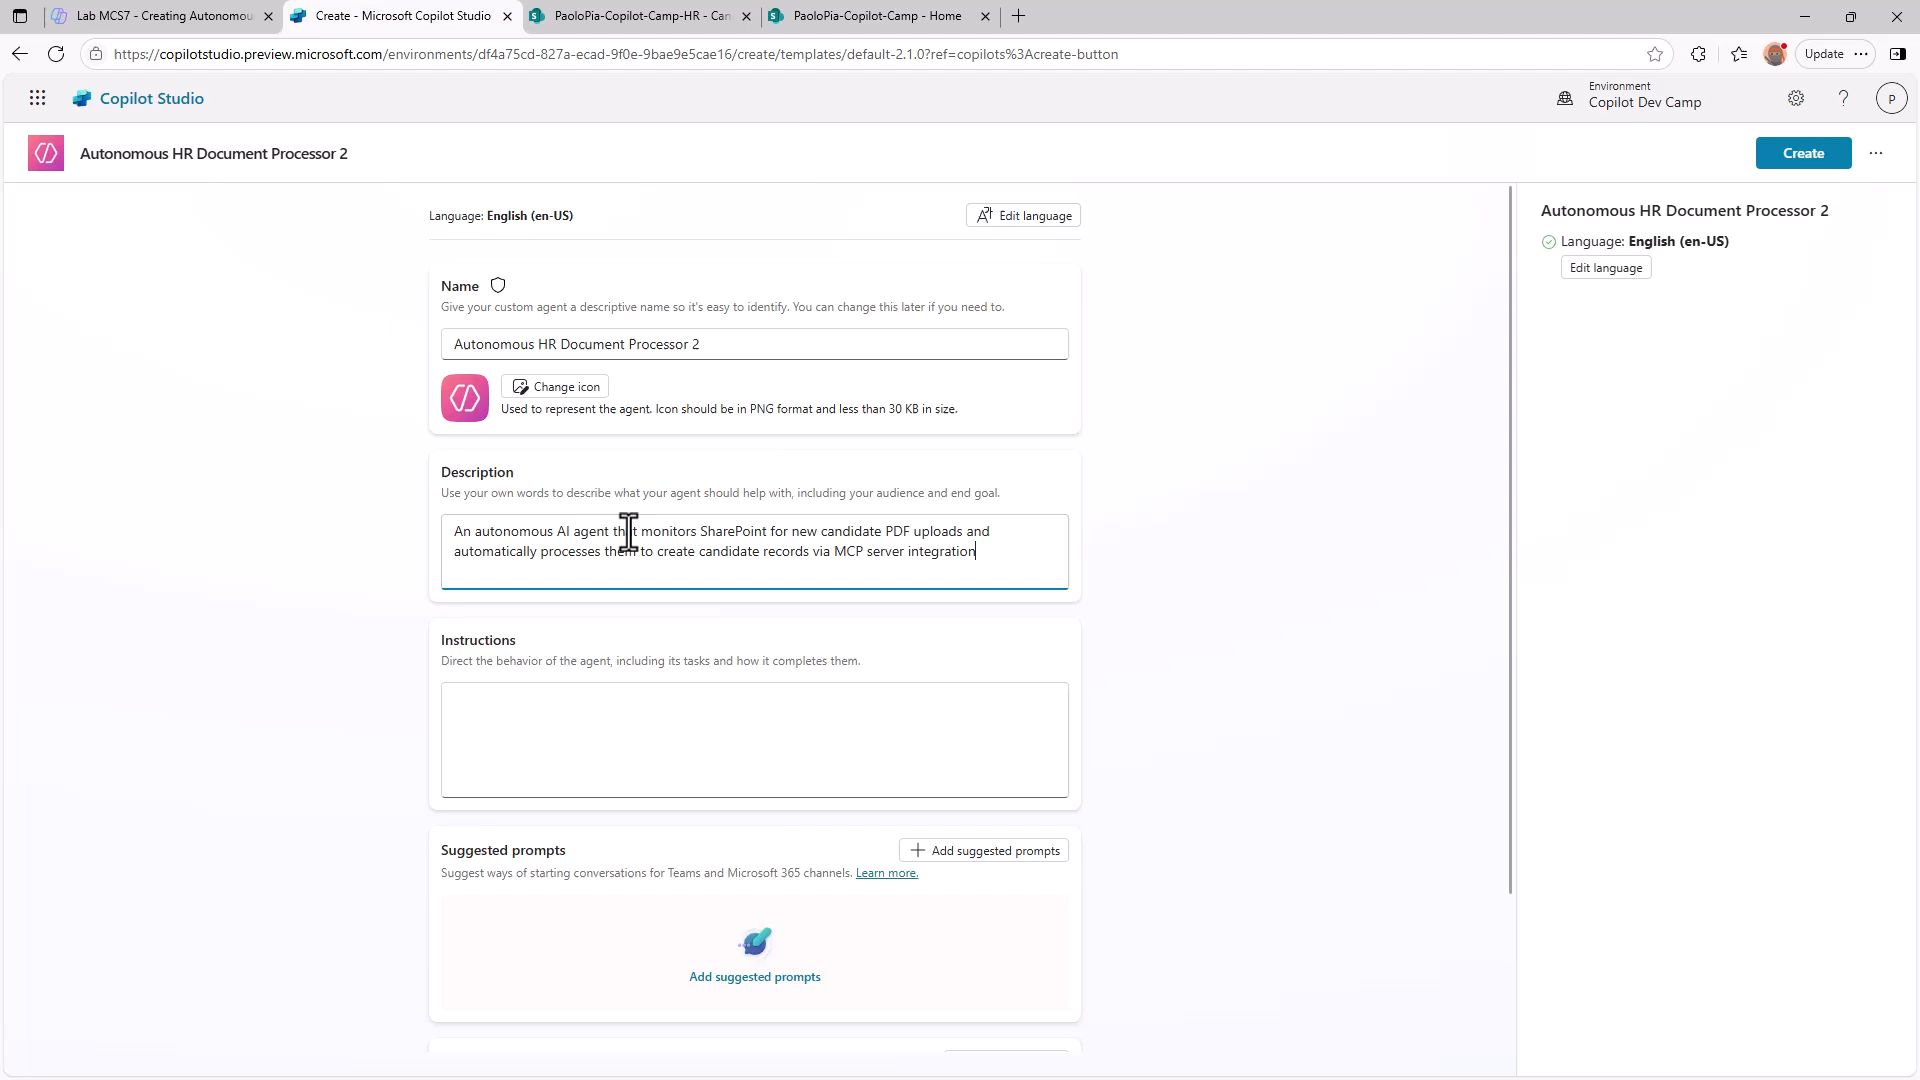 Lab MCS7 - Creating Autonomou
Create - Microsoft Copilot Studio
PaoloPia-Copilot-Camp-HR - Can
PaoloPia-Copilot-Camp - Home
https://copilotstudio.preview.microsoft.com/environments/df4a75cd-827a-ecad-9f0e-9bae9e5cae16/create/templates/default-2.1.0?ref=copilots%3Acreate-button
Update
Copilot Studio
Environment
Copilot Dev Camp
P
Autonomous HR Document Processor 2
Create
Language: English (en-US)
Edit language
Name
Give your custom agent a descriptive name so it's easy to identify. You can change this later if you need to.
Autonomous HR Document Processor 2
Change icon
Used to represent the agent. Icon should be in PNG format and less than 30 KB in size.
Description
Use your own words to describe what your agent should help with, including your audience and end goal.
An autonomous AI agent that monitors SharePoint for new candidate PDF uploads and
automatically processes them to create candidate records via MCP server integration
Instructions
Direct the behavior of the agent, including its tasks and how it completes them.
Suggested prompts
Add suggested prompts
Suggest ways of starting conversations for Teams and Microsoft 365 channels. Learn more.
Add suggested prompts
Autonomous HR Document Processor 2
Language: English (en-US)
Edit language